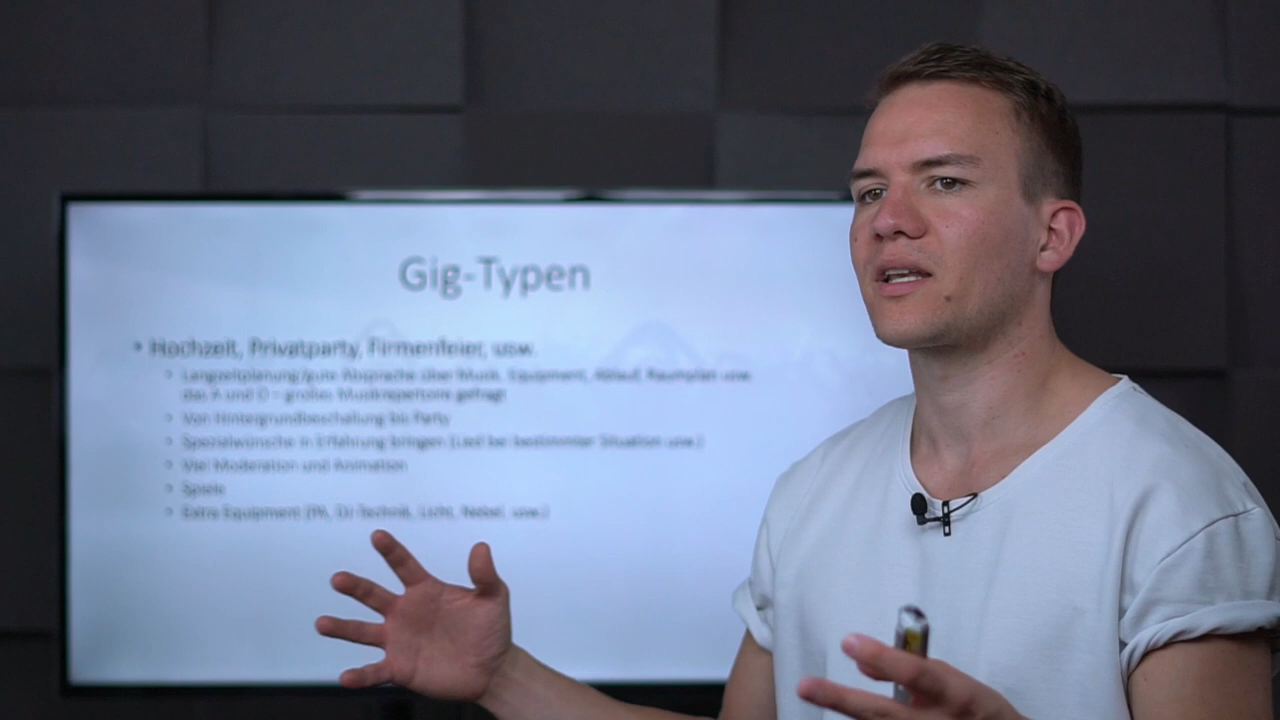 Gig-Typen
• Hochzeit, Privatparty, Firmenfeier, usw.
• Langzeitplanung/gute Absprache über Musik, Equipment, Ablauf, Raumplan usw.
das A und O – großes Musikrepertoire gefragt
• Von Hintergrundbeschallung bis Party
• Spezialwünsche in Erfahrung bringen (Lied bei bestimmter Situation usw.)
• Viel Moderation und Animation
• Spiele
• Extra Equipment (PA, DJ-Technik, Licht, Nebel, usw.)